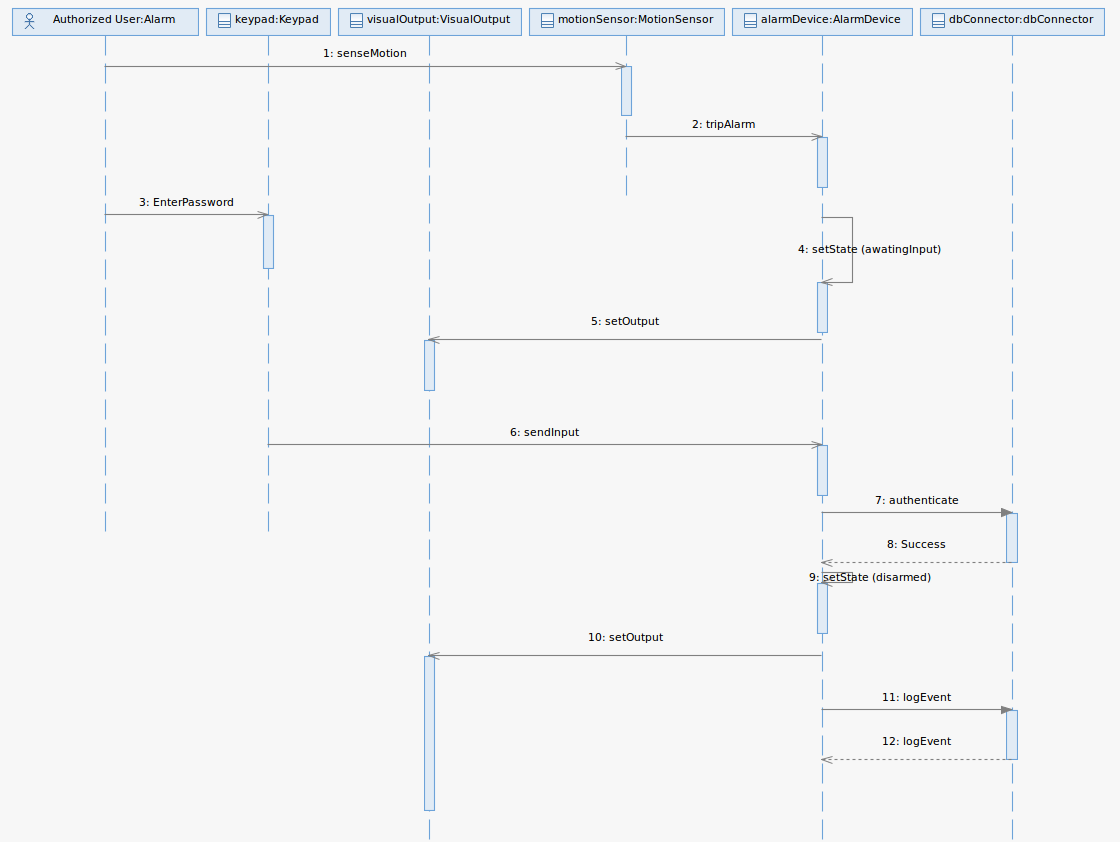 Authorized User:Alarm
keypad:Keypad
visualOutput:VisualOutput
motionSensor:MotionSensor
alarmDevice:AlarmDevice
dbConnector:dbConnector
1: senseMotion
2: tripAlarm
3: EnterPassword
4: setState (awatingInput)
5: setOutput
6: sendInput
7: authenticate
8: Success
9: setState (disarmed)
10: setOutput
11: logEvent
12: logEvent